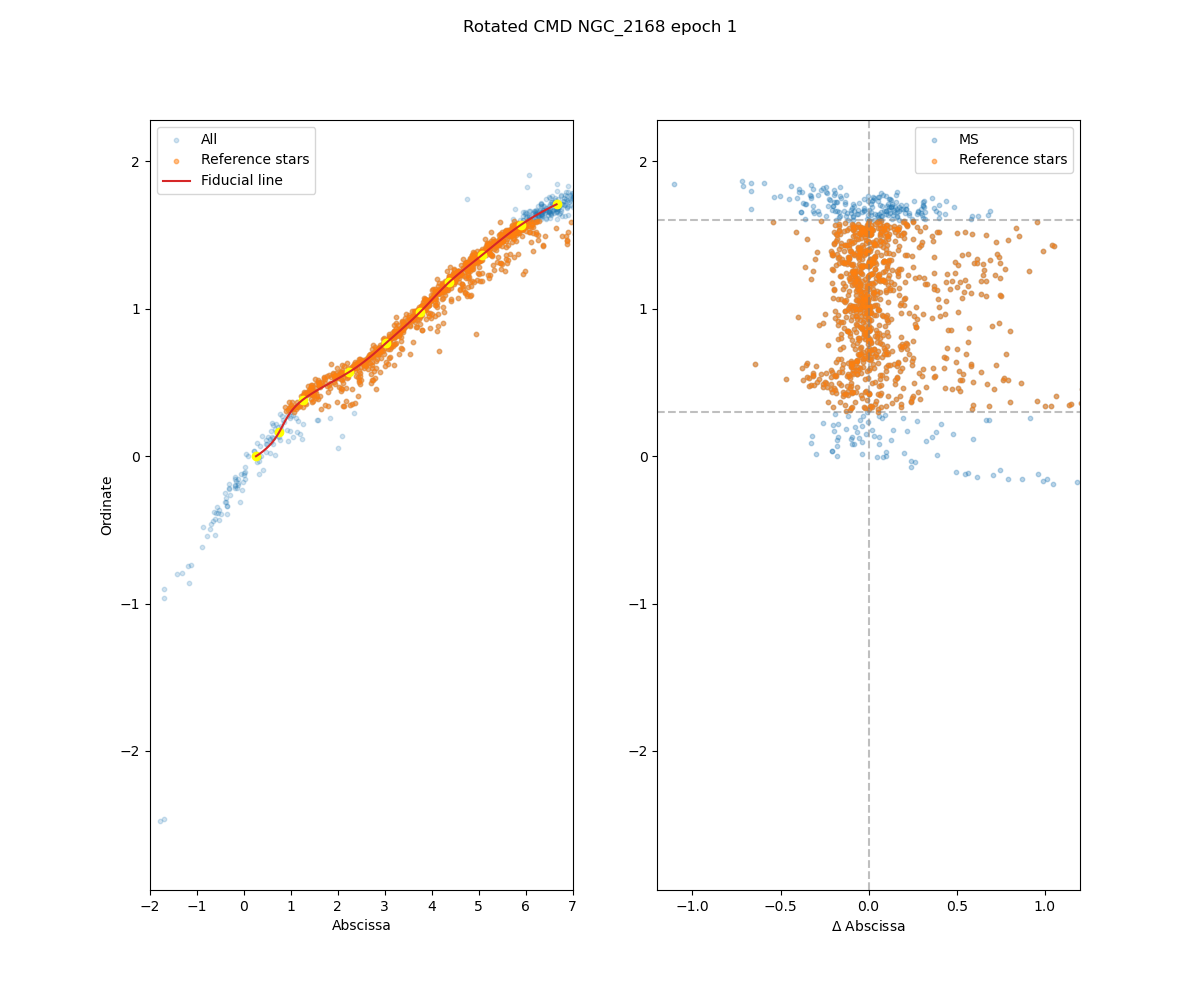 Rotated CMD NGC_2168 epoch 1
All
Reference stars
Fiducial line
2
1
0
−1
−2
Ordinate
−2 −1 0 1 2 3 4 5 6 7
Abscissa
MS
Reference stars
2
1
0
−1
−2
−1.0 −0.5 0.0 0.5 1.0
Δ Abscissa